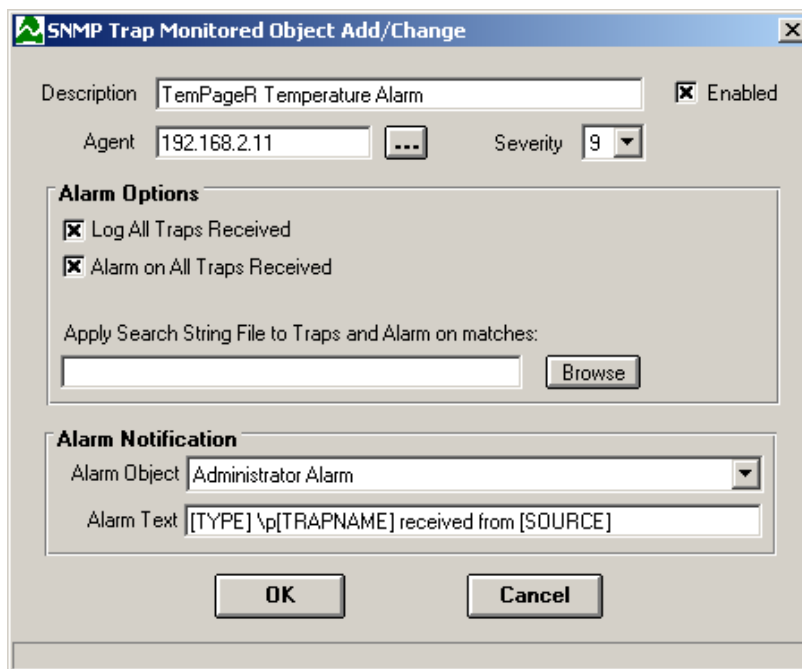 SNMP Trap Monitored Object Add/Change
Description TemPageR Temperature Alarm Enabled
Agent 192.168.2.11 ... Severity 9
Alarm Options
Log All Traps Received
Alarm on All Traps Received
Apply Search String File to Traps and Alarm on matches:
Browse
Alarm Notification
Alarm Object Administrator Alarm
Alarm Text [TYPE] \p[TRAPNAME] received from [SOURCE]
OK Cancel